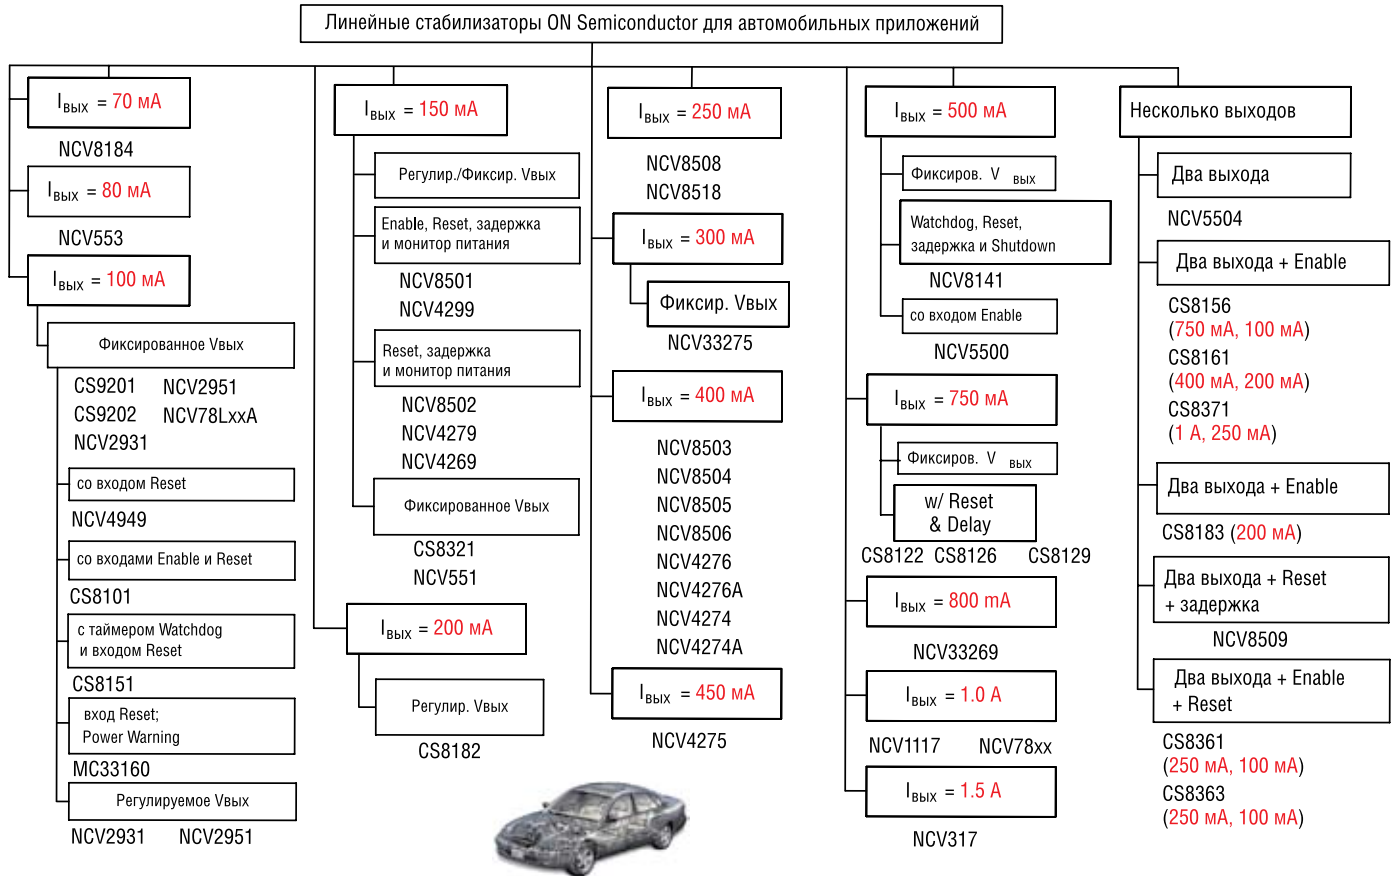 Линейные стабилизаторы ON Semiconductor для автомобильных приложений
Iвых = 70 мА
NCV8184
Iвых = 80 мА
NCV553
Iвых = 100 мА
Фиксированное Vвых
CS9201 NCV2951
CS9202 NCV78LxxA
NCV2931
со входом Reset
NCV4949
со входами Enable и Reset
CS8101
с таймером Watchdog
и входом Reset
CS8151
вход Reset;
Power Warning
MC33160
Регулируемое Vвых
NCV2931 NCV2951
Iвых = 150 мА
Регулир./Фиксир. Vвых
Enable, Reset, задержка
и монитор питания
NCV8501
NCV4299
Reset, задержка
и монитор питания
NCV8502
NCV4279
NCV4269
Фиксированное Vвых
CS8321
NCV551
Iвых = 200 мА
Регулир. Vвых
CS8182
Iвых = 250 мА
NCV8508
NCV8518
Iвых = 300 мА
Фиксир. Vвых
NCV33275
Iвых = 400 мА
NCV8503
NCV8504
NCV8505
NCV8506
NCV4276
NCV4276A
NCV4274
NCV4274A
Iвых = 450 мА
NCV4275
Iвых = 500 мА
Фиксиров. V вых
Watchdog, Reset,
задержка и Shutdown
NCV8141
со входом Enable
NCV5500
Iвых = 750 мА
Фиксиров. V вых
w/ Reset
& Delay
CS8122 CS8126 CS8129
Iвых = 800 mA
NCV33269
Iвых = 1.0 А
NCV1117 NCV78xx
Iвых = 1.5 А
NCV317
Несколько выходов
Два выхода
NCV5504
Два выхода + Enable
CS8156
(750 мА, 100 мА)
CS8161
(400 мА, 200 мА)
CS8371
(1 А, 250 мА)
Два выхода + Enable
CS8183 (200 мА)
Два выхода + Reset
+ задержка
NCV8509
Два выхода + Enable
+ Reset
CS8361
(250 мА, 100 мА)
CS8363
(250 мА, 100 мА)